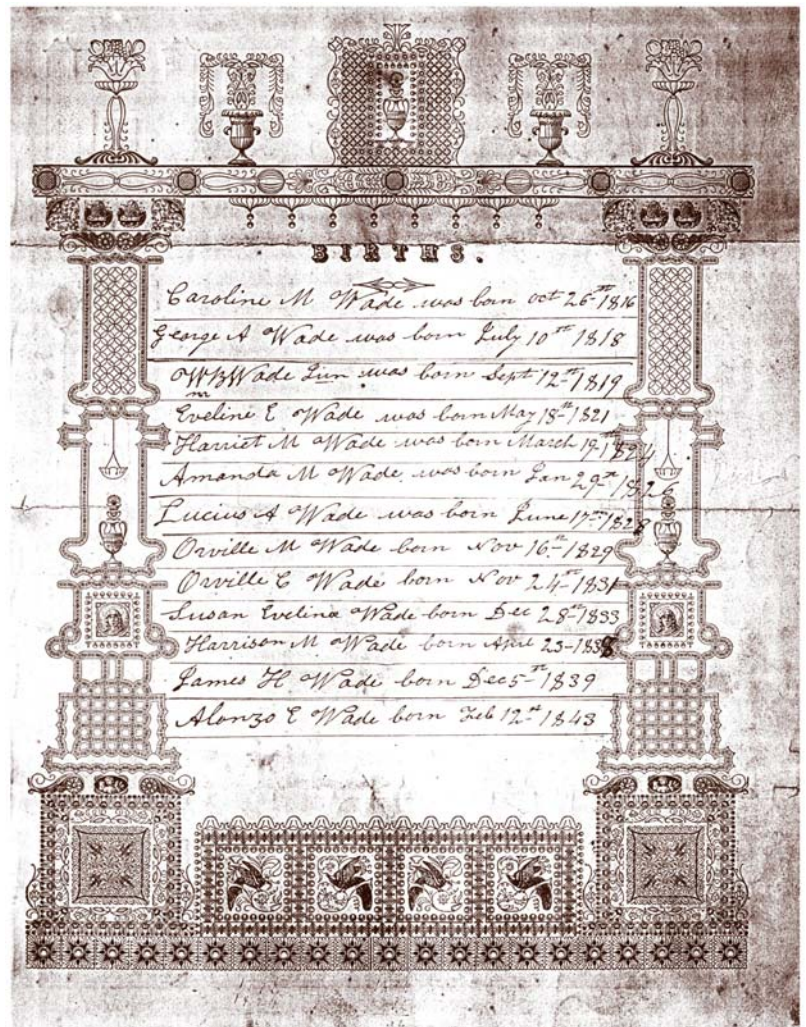 BIRTHS.
Caroline M Wade was born oct 26th 1816
George A Wade was born July 10th 1818
Wm B Wade Jun was born Sept 12th 1819
Eveline E Wade was born May 18th 1821
Harriet M Wade was born March 19 1824
Amanda M Wade was born Jan 29th 1826
Lucius A Wade was born June 17th 1828
Orville M Wade born Nov 16th 1829
Orville C Wade born Nov 24th 1831
Susan Eveline Wade born Dec 28th 1833
Harrison M Wade born 23-
James H Wade born Dec 5th 1839
Alonzo E Wade born Feb 12th 1843